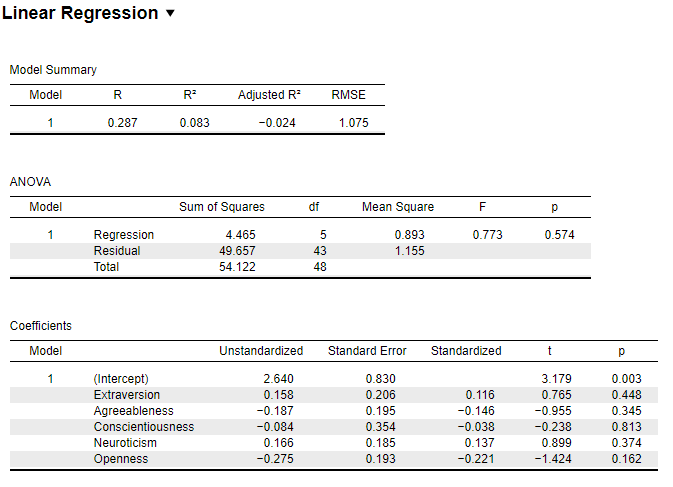 Linear Regression ▼
Model Summary
Model R R² Adjusted R² RMSE
1 0.287 0.083 −0.024 1.075
ANOVA
Model Sum of Squares df Mean Square F p
1 Regression 4.465 5 0.893 0.773 0.574
Residual 49.657 43 1.155
Total 54.122 48
Coefficients
Model Unstandardized Standard Error Standardized t p
1 (Intercept) 2.640 0.830 3.179 0.003
Extraversion 0.158 0.206 0.116 0.765 0.448
Agreeableness −0.187 0.195 −0.146 −0.955 0.345
Conscientiousness −0.084 0.354 −0.038 −0.238 0.813
Neuroticism 0.166 0.185 0.137 0.899 0.374
Openness −0.275 0.193 −0.221 −1.424 0.162